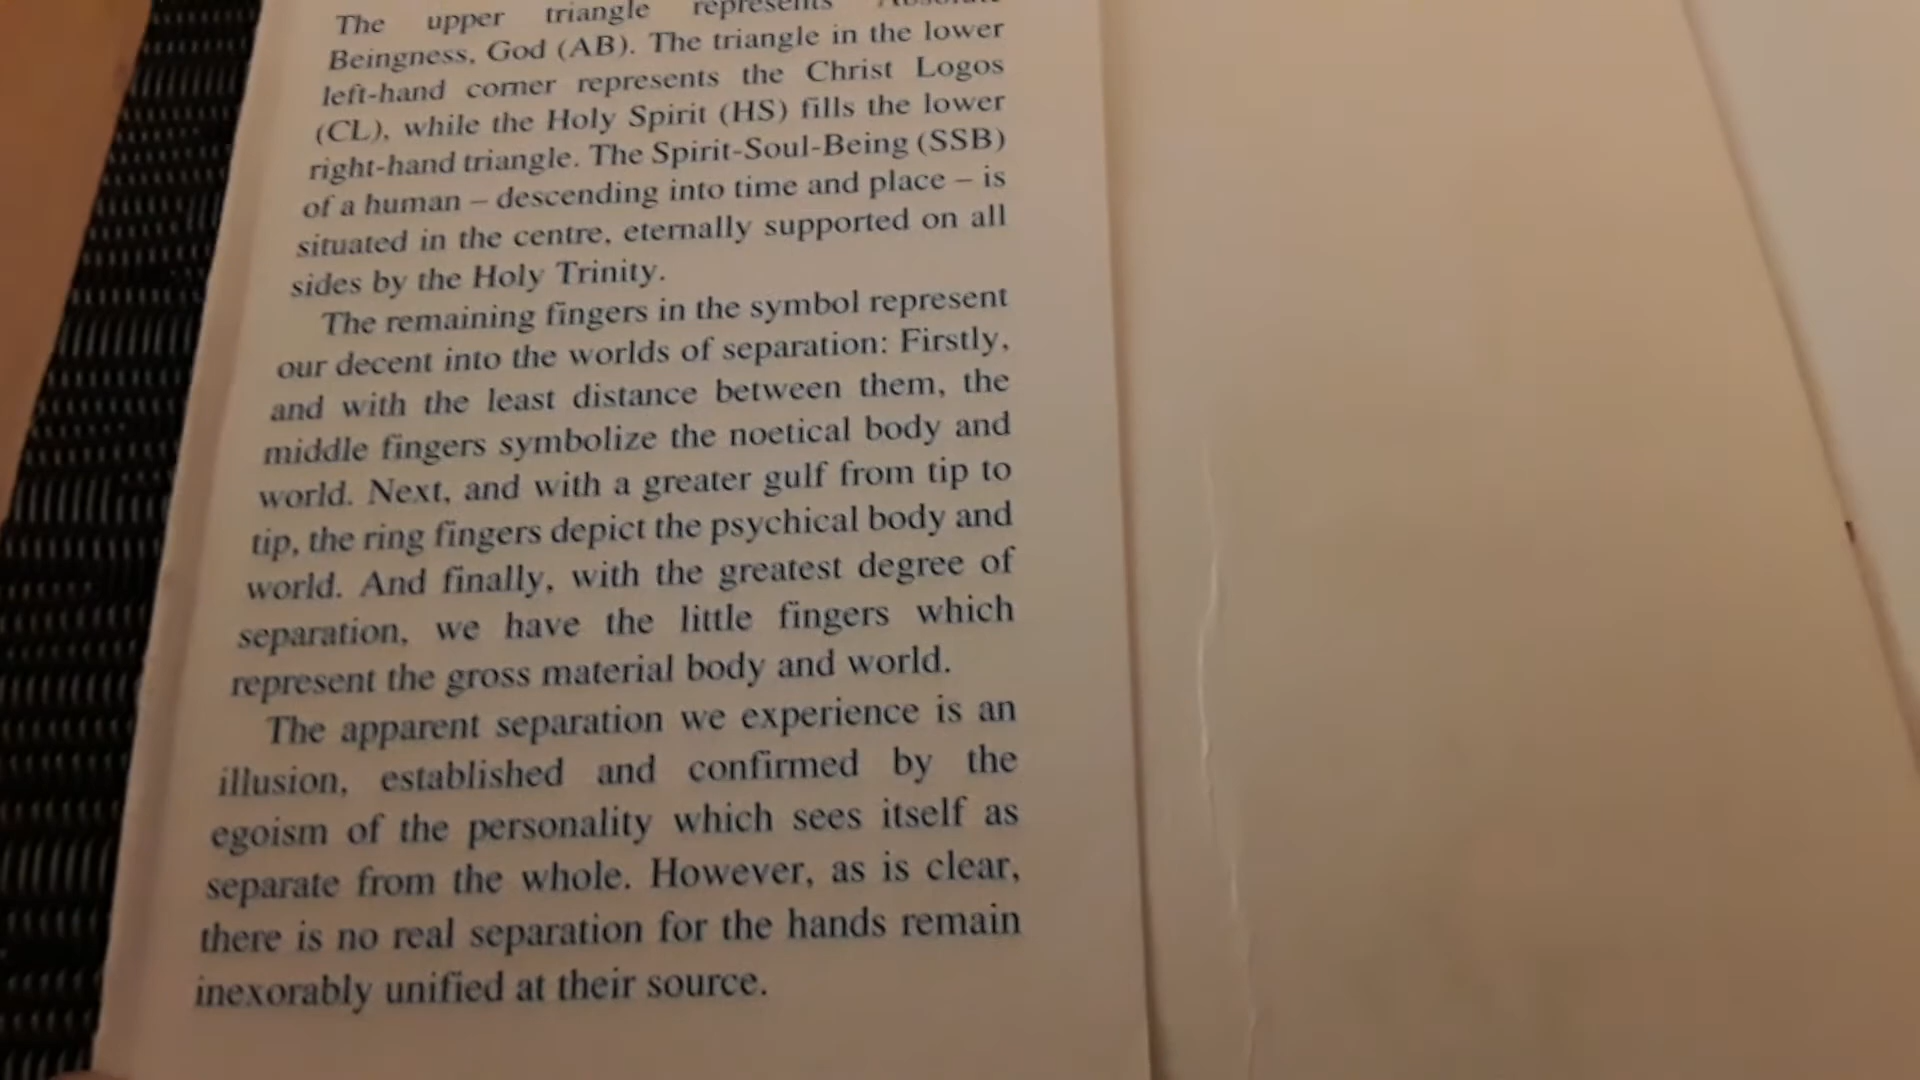 The upper triangle represents Absolute
Beingness, God (AB). The triangle in the lower
left-hand corner represents the Christ Logos
(CL), while the Holy Spirit (HS) fills the lower
right-hand triangle. The Spirit-Soul-Being (SSB)
of a human – descending into time and place – is
situated in the centre, eternally supported on all
sides by the Holy Trinity.
The remaining fingers in the symbol represent
our decent into the worlds of separation: Firstly,
and with the least distance between them, the
middle fingers symbolize the noetical body and
world. Next, and with a greater gulf from tip to
tip, the ring fingers depict the psychical body and
world. And finally, with the greatest degree of
separation, we have the little fingers which
represent the gross material body and world.
The apparent separation we experience is an
illusion, established and confirmed by the
egoism of the personality which sees itself as
separate from the whole. However, as is clear,
there is no real separation for the hands remain
inexorably unified at their source.